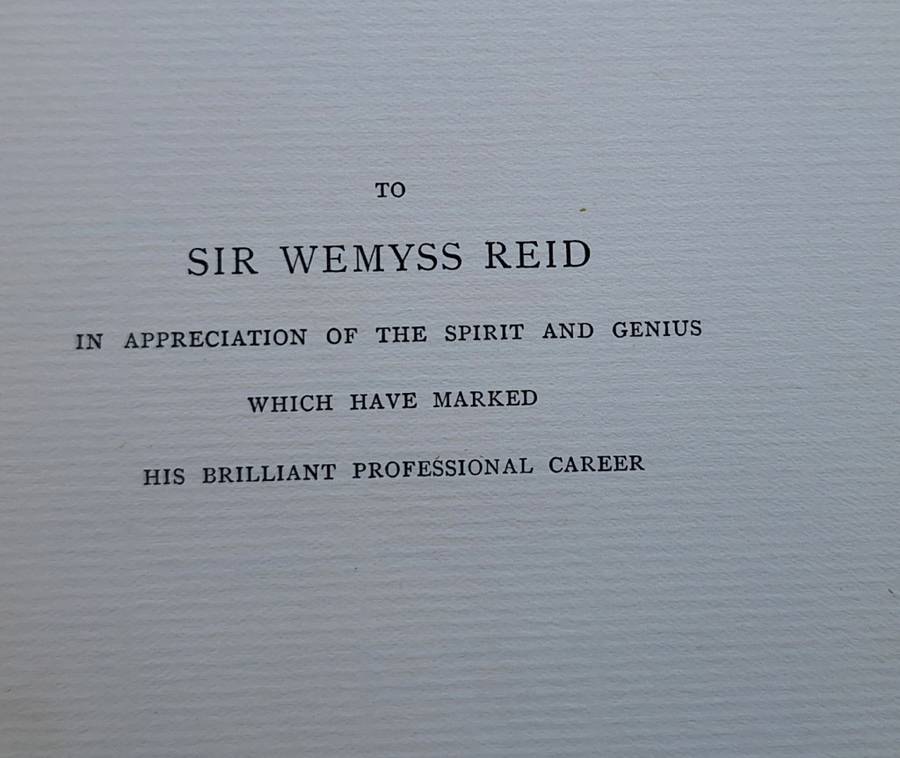 TO
SIR WEMYSS REID
IN APPRECIATION OF THE SPIRIT AND GENIUS
WHICH HAVE MARKED
HIS BRILLIANT PROFESSIONAL CAREER